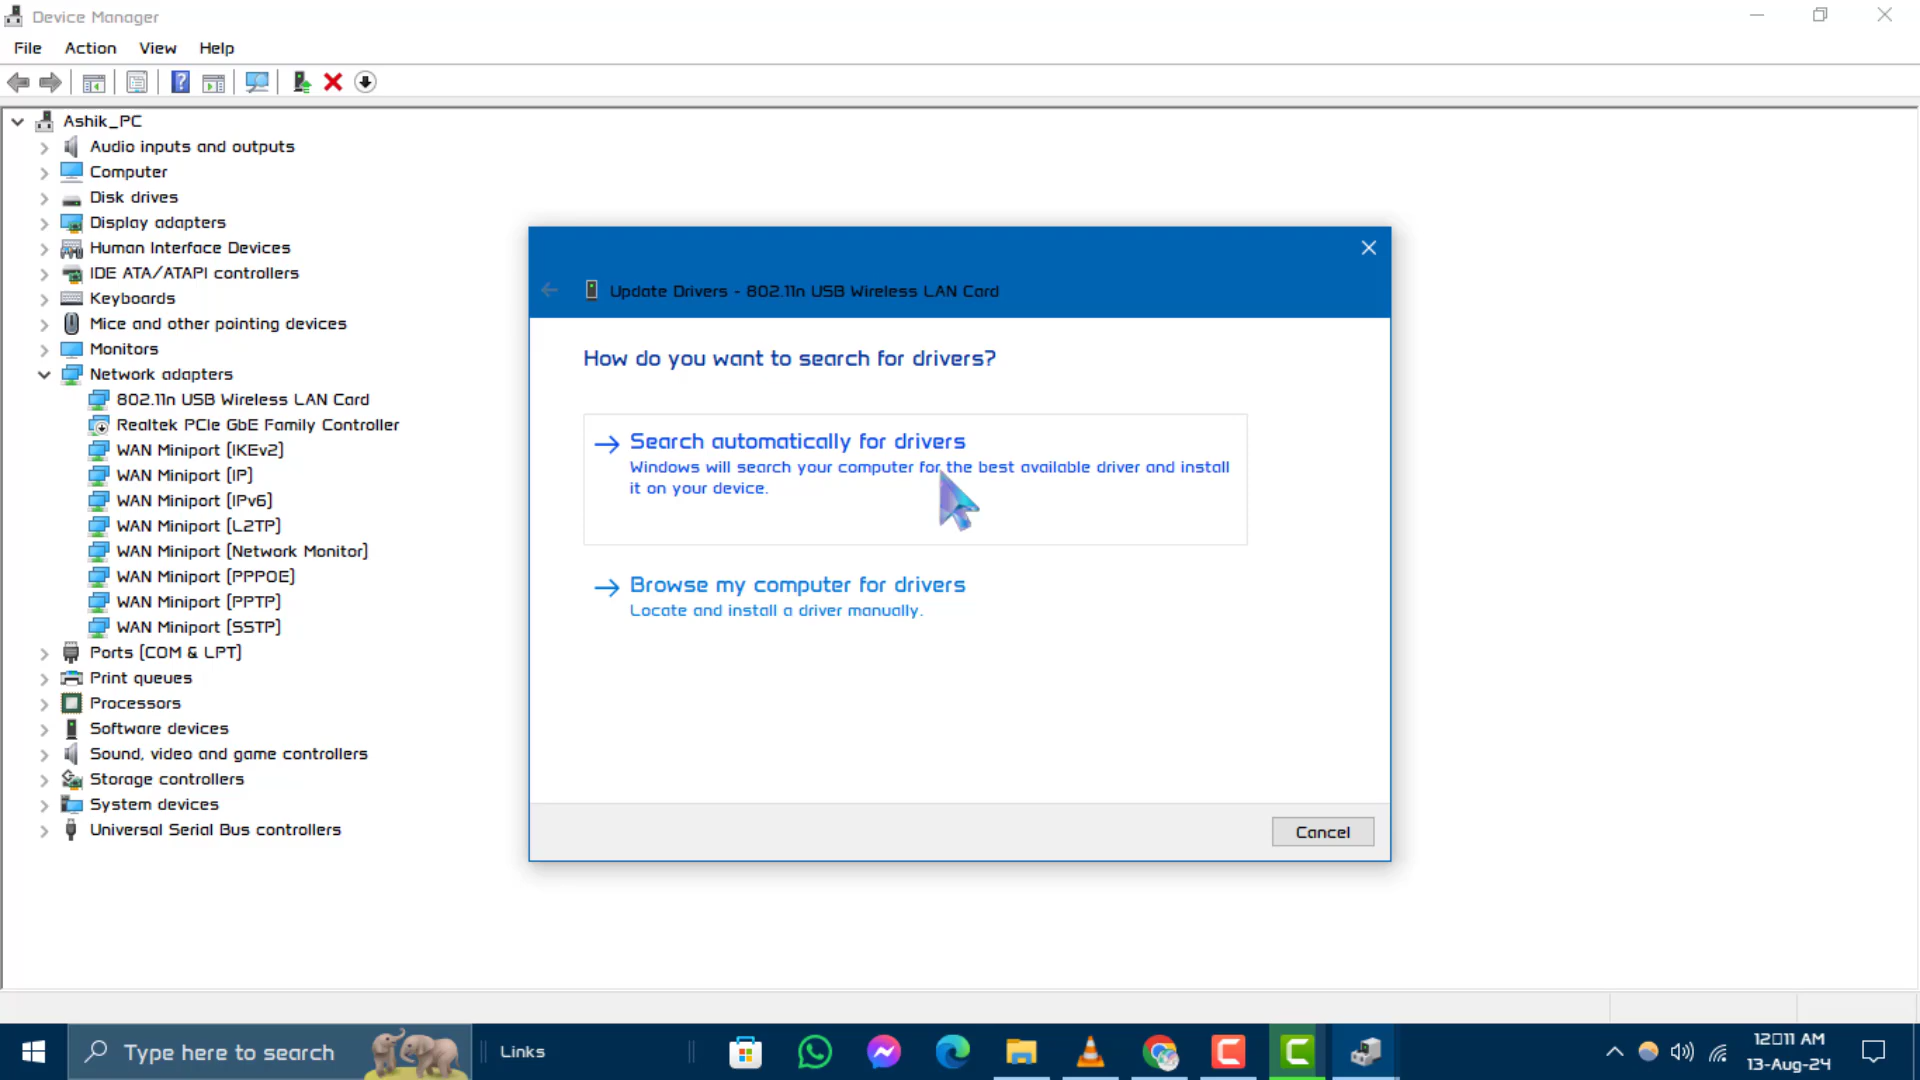 Device Manager
File Action View Help
Ashik_PC
Audio inputs and outputs
Computer
Disk drives
Display adapters
Human Interface Devices
IDE ATA/ATAPI controllers
Keyboards
Mice and other pointing devices
Monitors
Network adapters
802.11n USB Wireless LAN Card
Realtek PCIe GbE Family Controller
WAN Miniport (IKEv2)
WAN Miniport (IP)
WAN Miniport (IPv6)
WAN Miniport (L2TP)
WAN Miniport (Network Monitor)
WAN Miniport (PPPOE)
WAN Miniport (PPTP)
WAN Miniport (SSTP)
Ports (COM & LPT)
Print queues
Processors
Software devices
Sound, video and game controllers
Storage controllers
System devices
Universal Serial Bus controllers
Update Drivers - 802.11n USB Wireless LAN Card
How do you want to search for drivers?
Search automatically for drivers
Windows will search your computer for the best available driver and install
it on your device.
Browse my computer for drivers
Locate and install a driver manually.
Cancel
Type here to search
Links
12▯11 AM
13-Aug-24